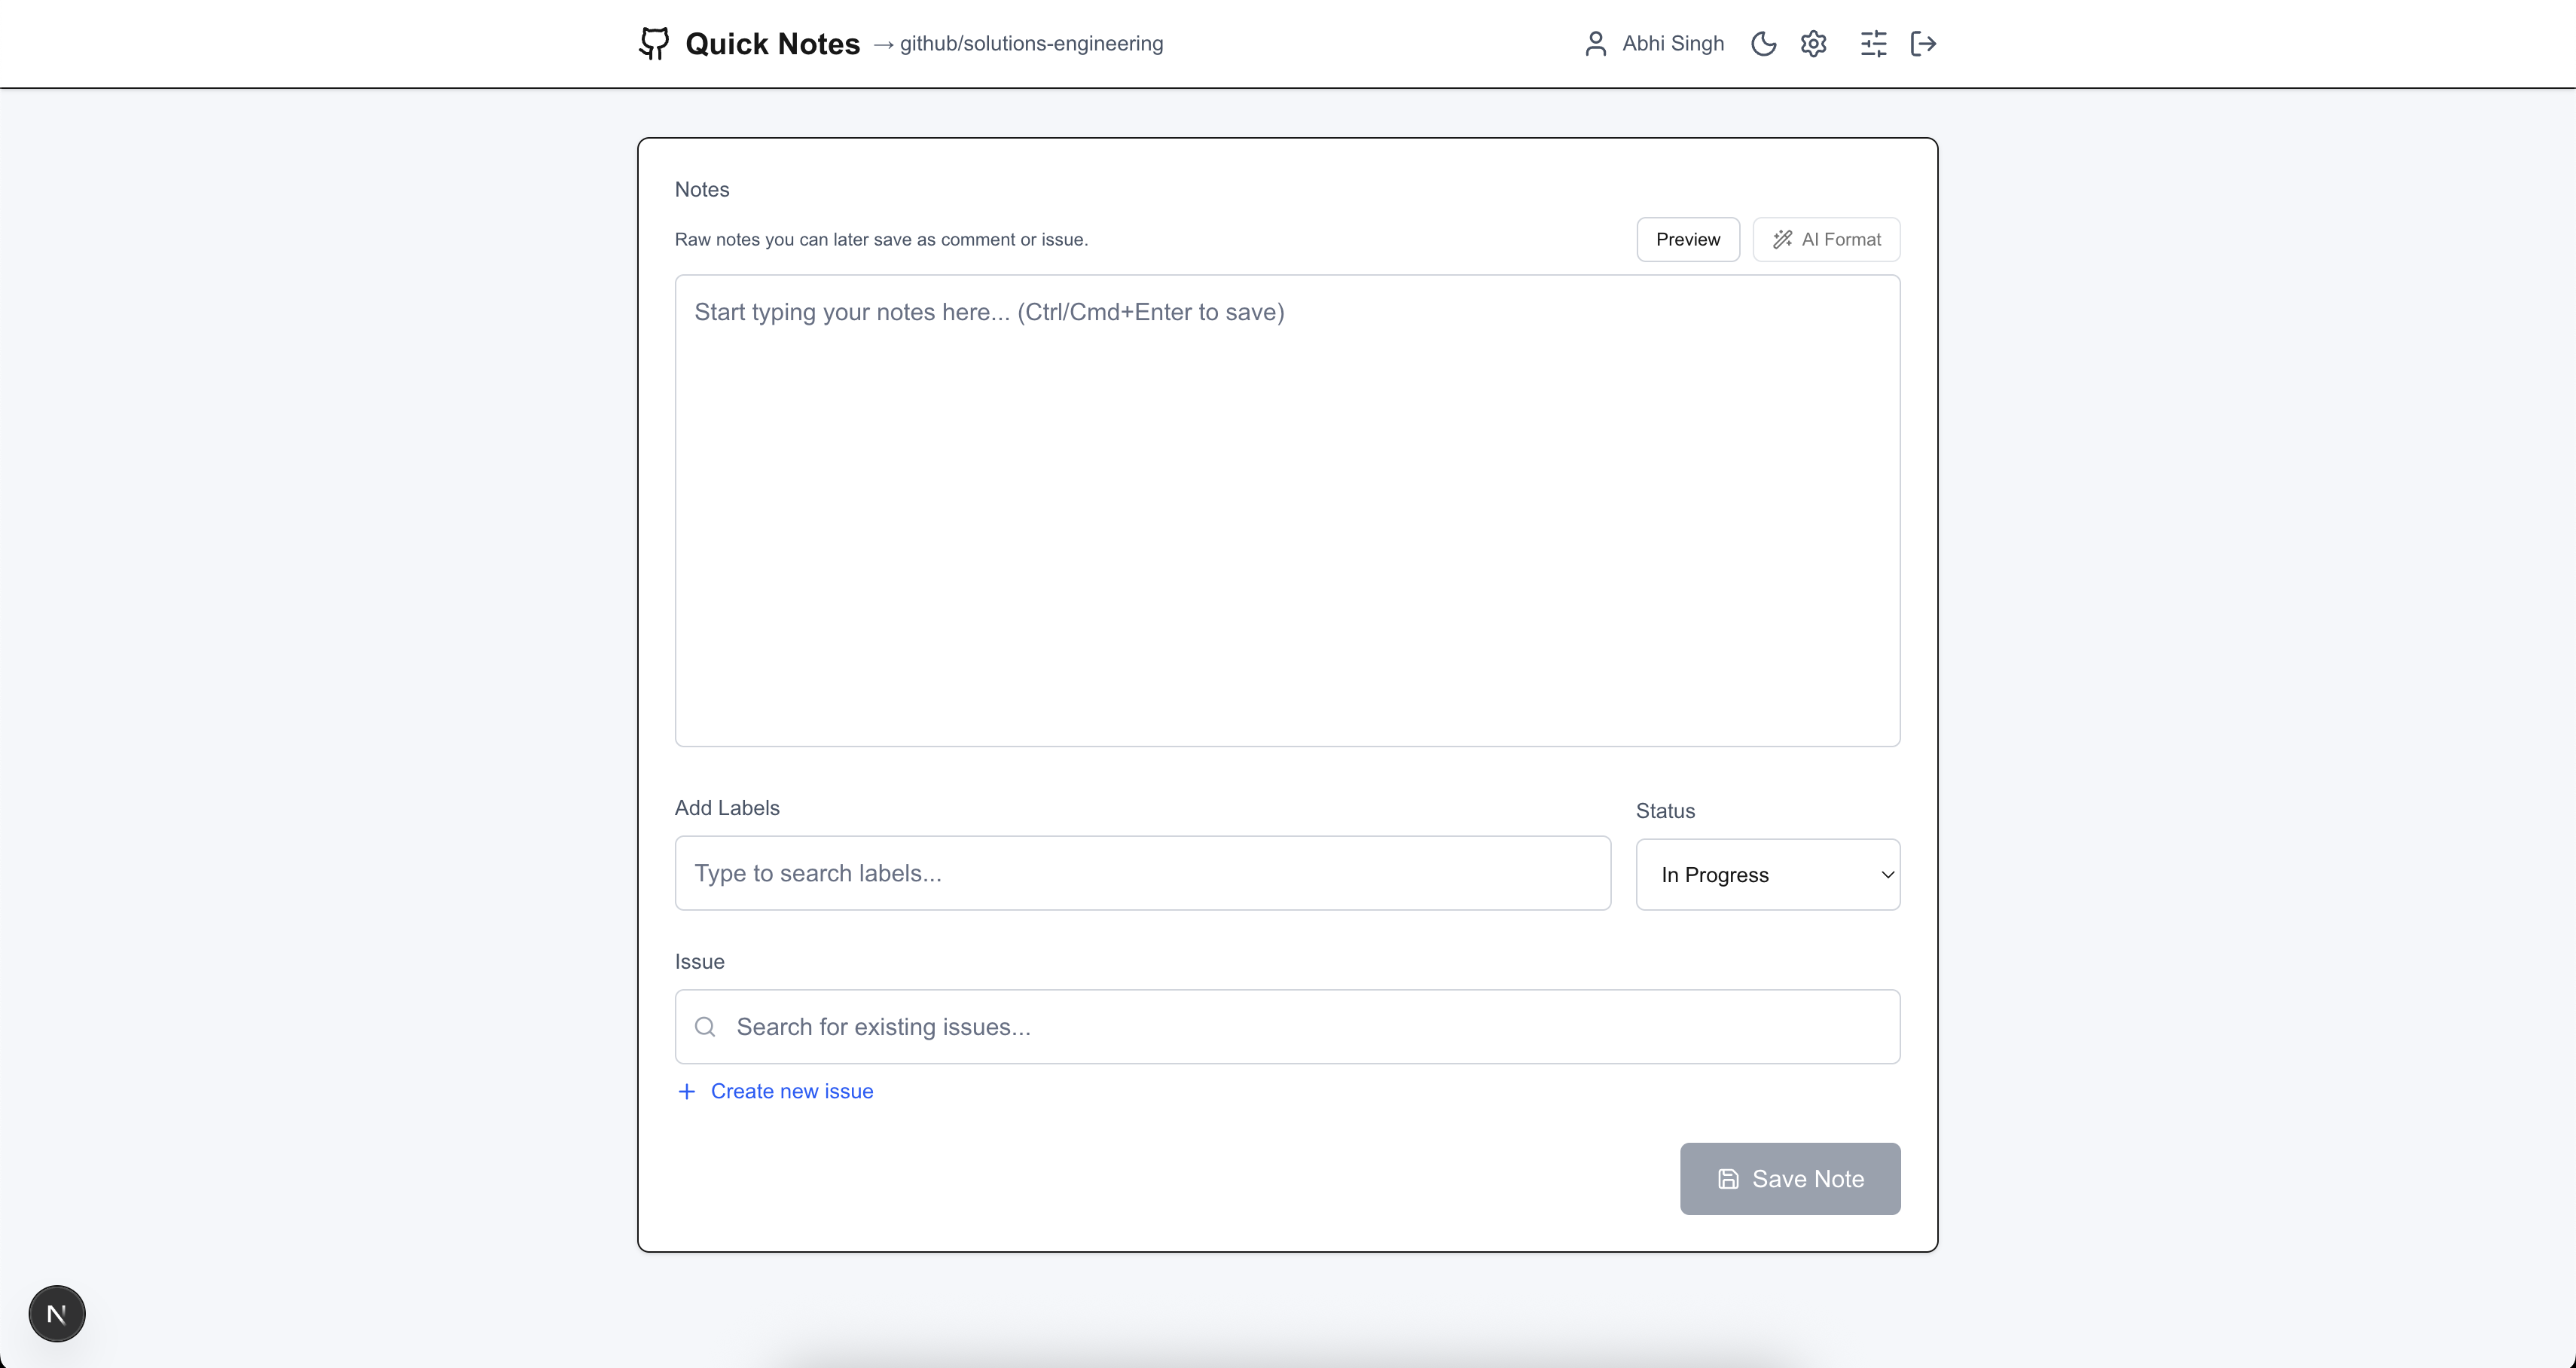 Quick Notes → github/solutions-engineering
Abhi Singh
Notes
Raw notes you can later save as comment or issue.
Preview
AI Format
Start typing your notes here... (Ctrl/Cmd+Enter to save)
Add Labels
Status
Type to search labels...
In Progress
Issue
Search for existing issues...
+ Create new issue
Save Note
N